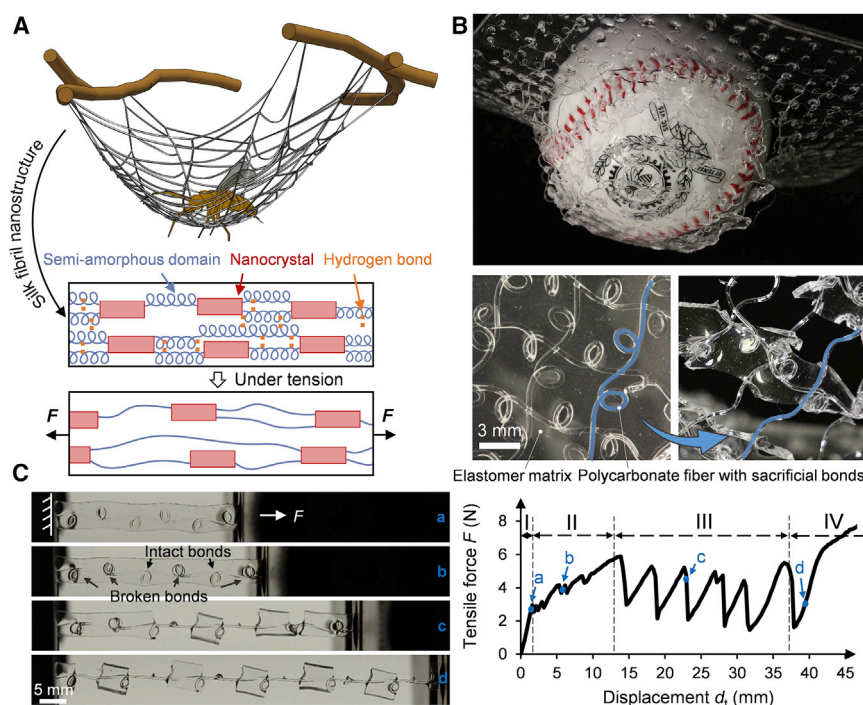 A
Silk fibril nanostructure
Semi-amorphous domain
Nanocrystal
Hydrogen bond
Under tension
F
F
B
3 mm
Elastomer matrix
Polycarbonate fiber with sacrificial bonds
C
F
a
Intact bonds
b
Broken bonds
c
d
5 mm
Tensile force F (N)
8
6
4
2
0
I
II
III
IV
a
b
c
d
0
5
10
15
20
25
30
35
40
45
Displacement dt (mm)